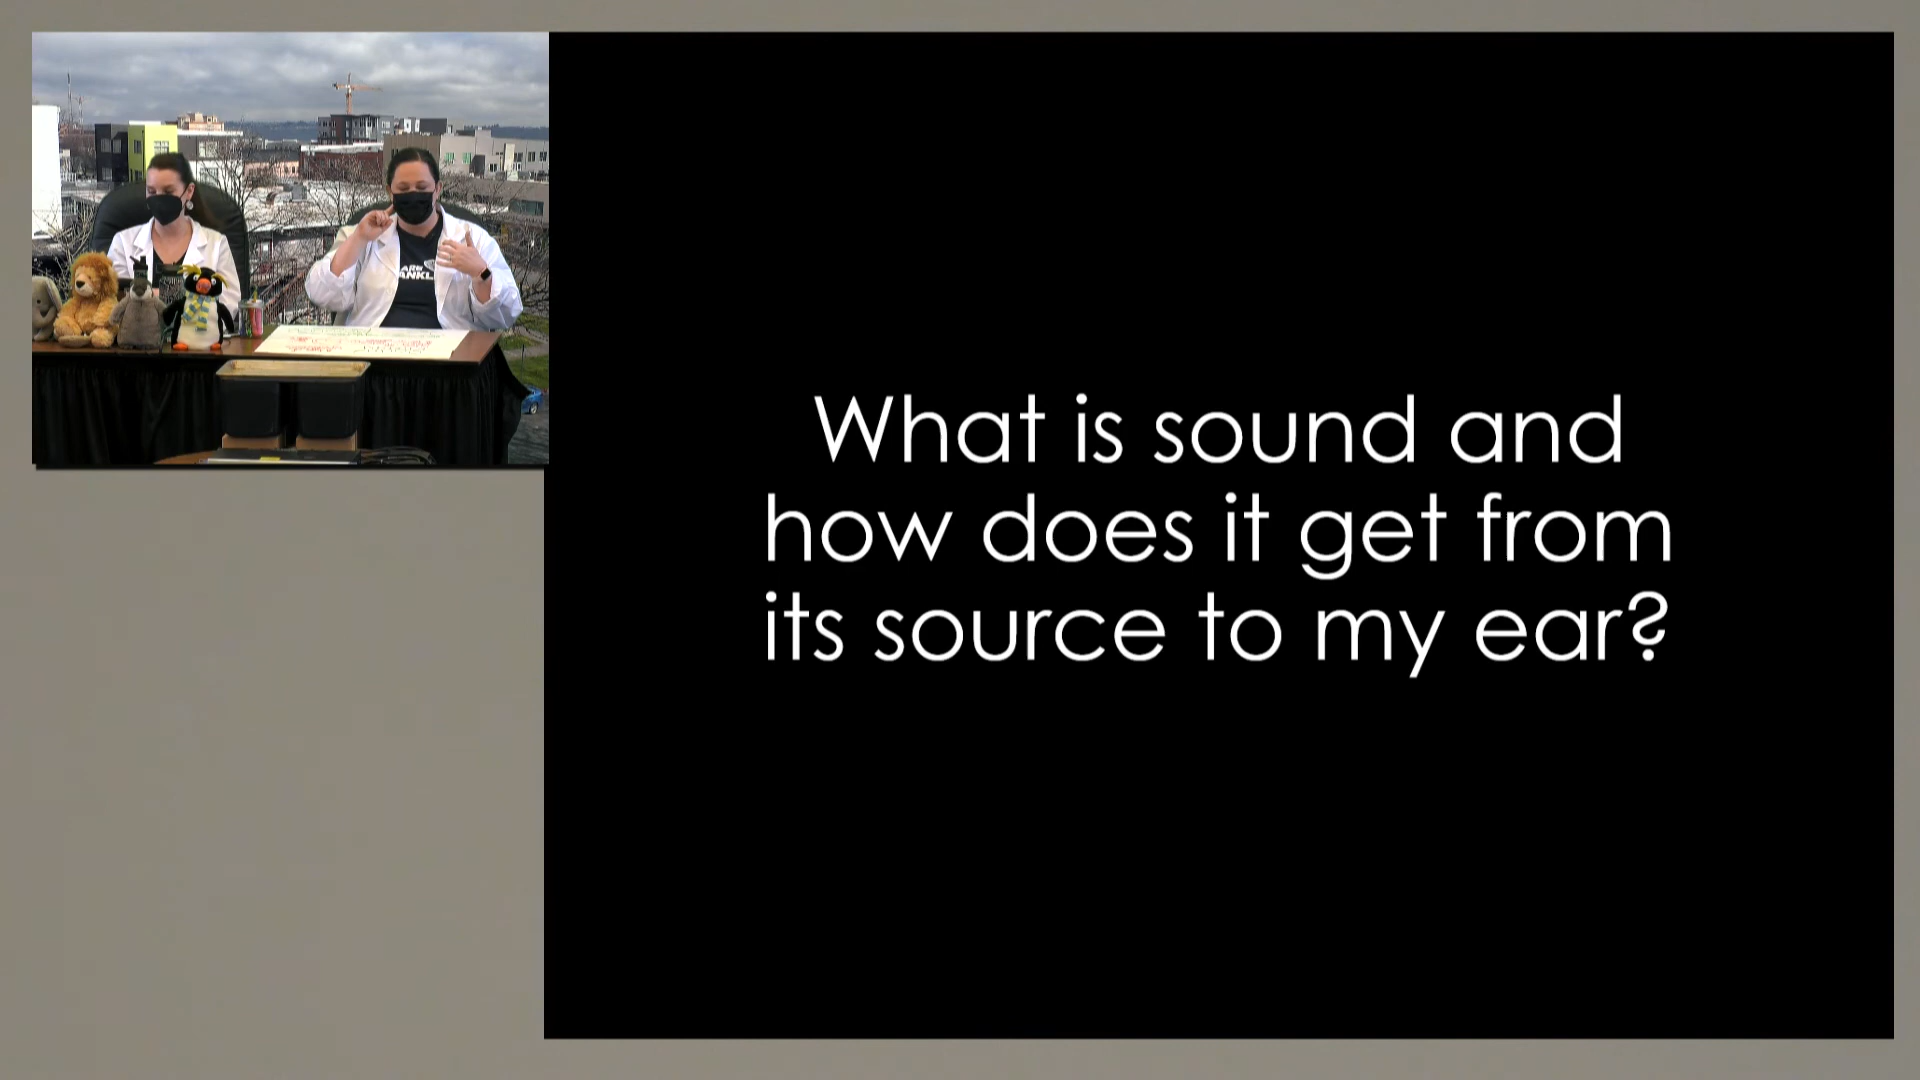 What is sound and
how does it get from
its source to my ear?